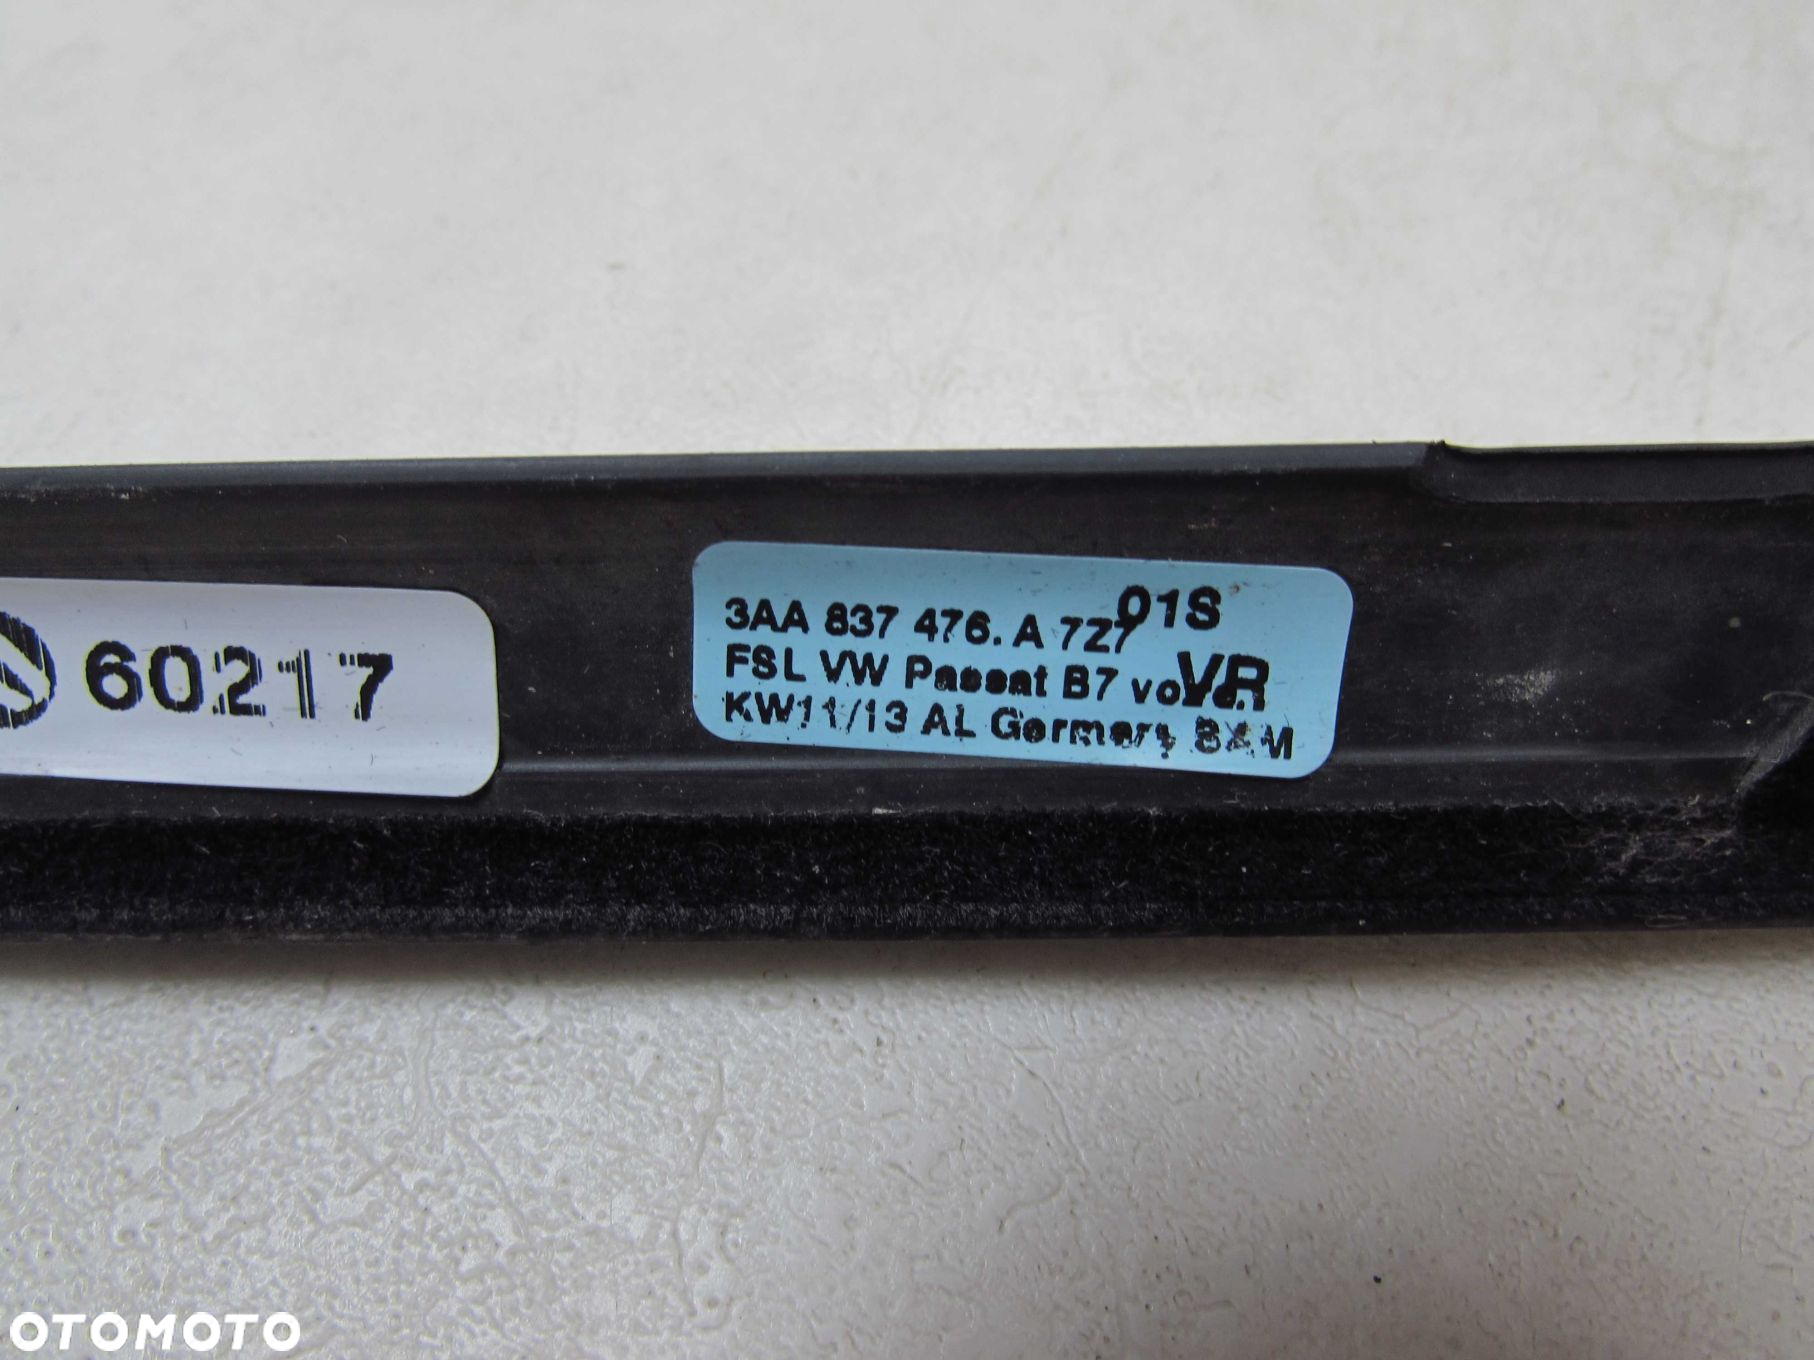 60217
3AA 837 476. A 7Z7 01S
FSL VW Passat B7 vo VR
KW11/13 AL Germany
OTOMOTO